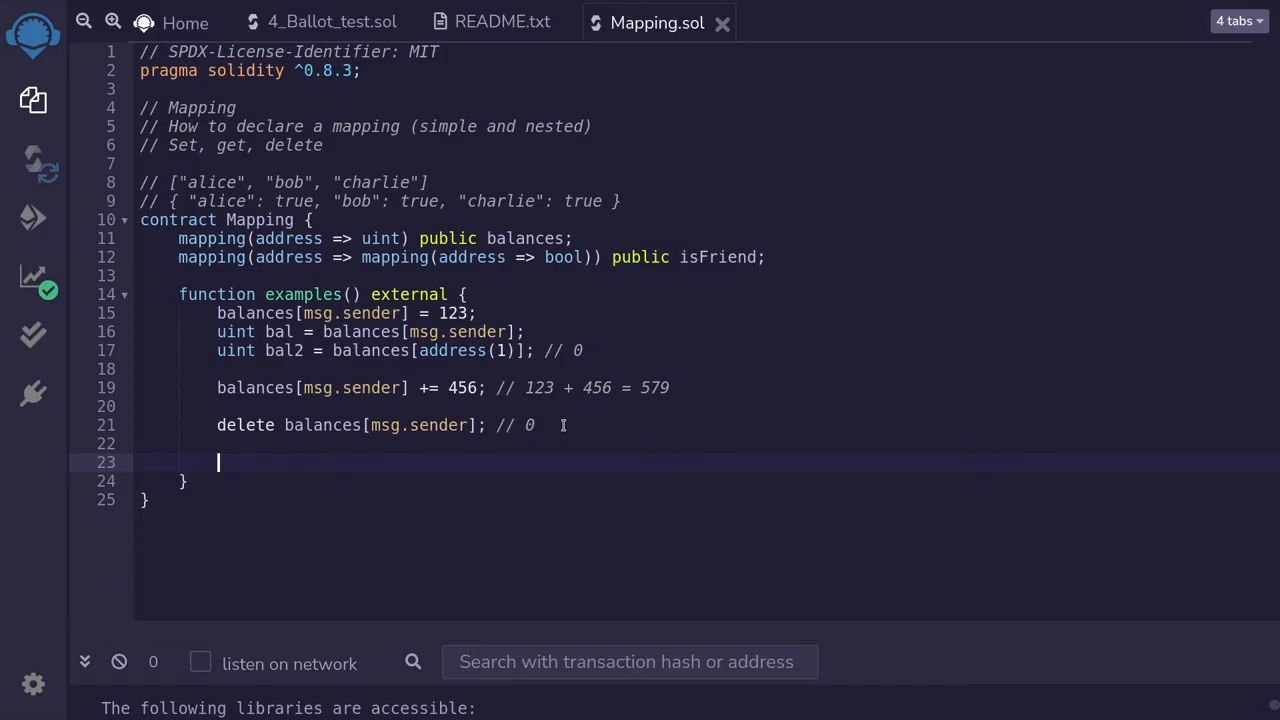 Home
4_Ballot_test.sol
README.txt
Mapping.sol
4 tabs
1 // SPDX-License-Identifier: MIT
2 pragma solidity ^0.8.3;
3
4 // Mapping
5 // How to declare a mapping (simple and nested)
6 // Set, get, delete
7
8 // ["alice", "bob", "charlie"]
9 // { "alice": true, "bob": true, "charlie": true }
10 contract Mapping {
11     mapping(address => uint) public balances;
12     mapping(address => mapping(address => bool)) public isFriend;
13
14     function examples() external {
15         balances[msg.sender] = 123;
16         uint bal = balances[msg.sender];
17         uint bal2 = balances[address(1)]; // 0
18
19         balances[msg.sender] += 456; // 123 + 456 = 579
20
21         delete balances[msg.sender]; // 0
22
23
24     }
25 }
0
listen on network
Search with transaction hash or address
The following libraries are accessible: